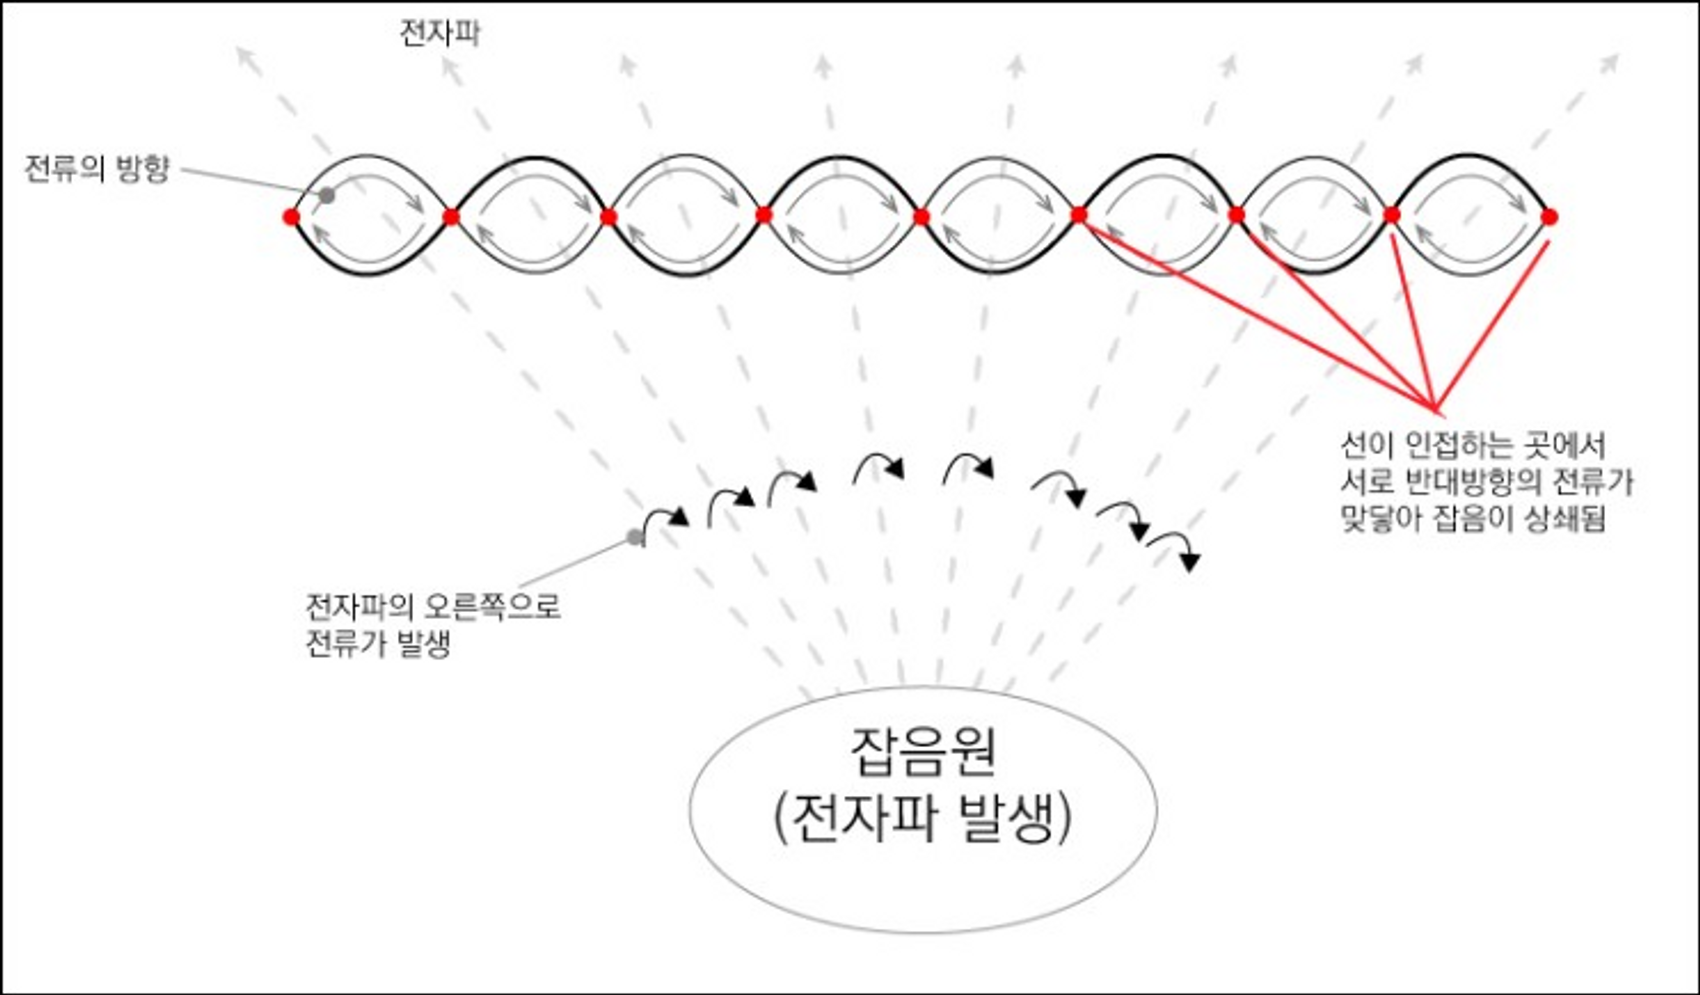 전자파
전류의 방향
선이 인접하는 곳에서
서로 반대방향의 전류가
맞닿아 잡음이 상쇄됨
전자파의 오른쪽으로
전류가 발생
잡음원
(전자파 발생)